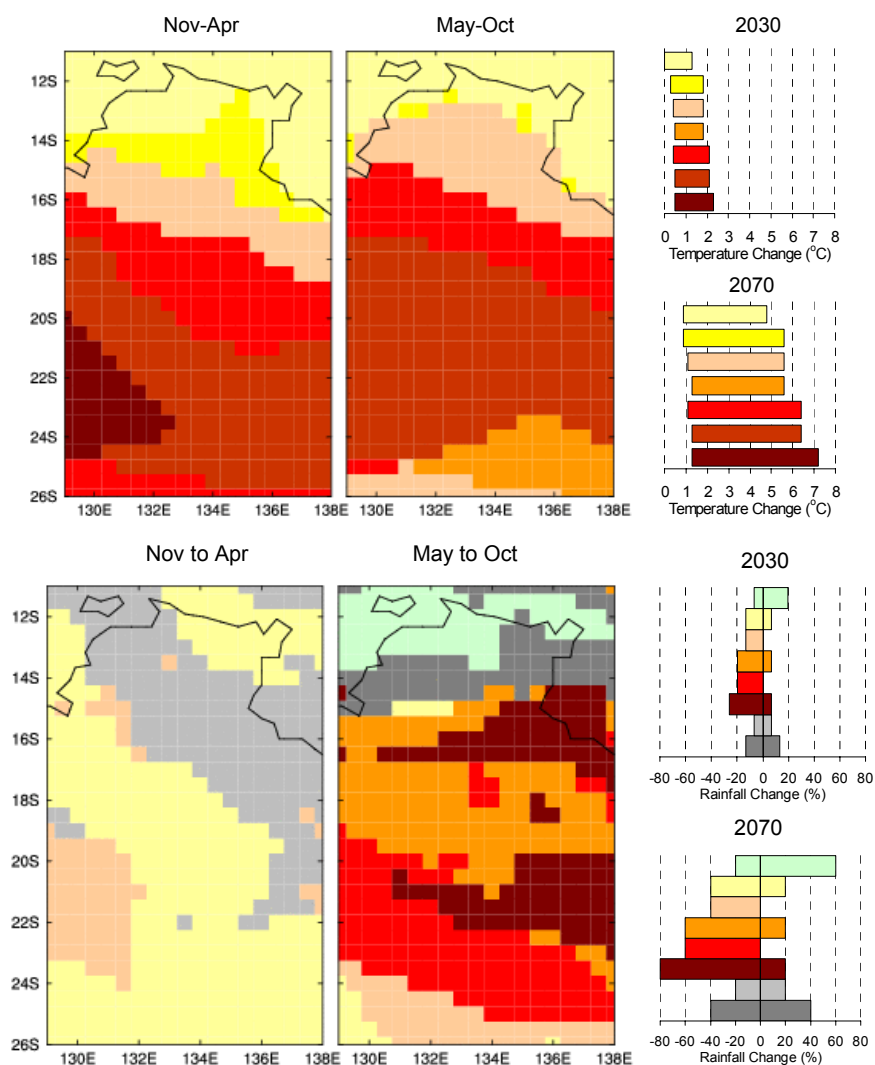 Nov-Apr
May-Oct
2030
12S
14S
16S
18S
20S
22S
24S
26S
130E 132E 134E 136E 138E
130E 132E 134E 136E 138E
0 1 2 3 4 5 6 7 8
Temperature Change (°C)
2070
0 1 2 3 4 5 6 7 8
Temperature Change (°C)
Nov to Apr
May to Oct
2030
12S
14S
16S
18S
20S
22S
24S
26S
130E 132E 134E 136E 138E
130E 132E 134E 136E 138E
-80 -60 -40 -20 0 20 40 60 80
Rainfall Change (%)
2070
-80 -60 -40 -20 0 20 40 60 80
Rainfall Change (%)